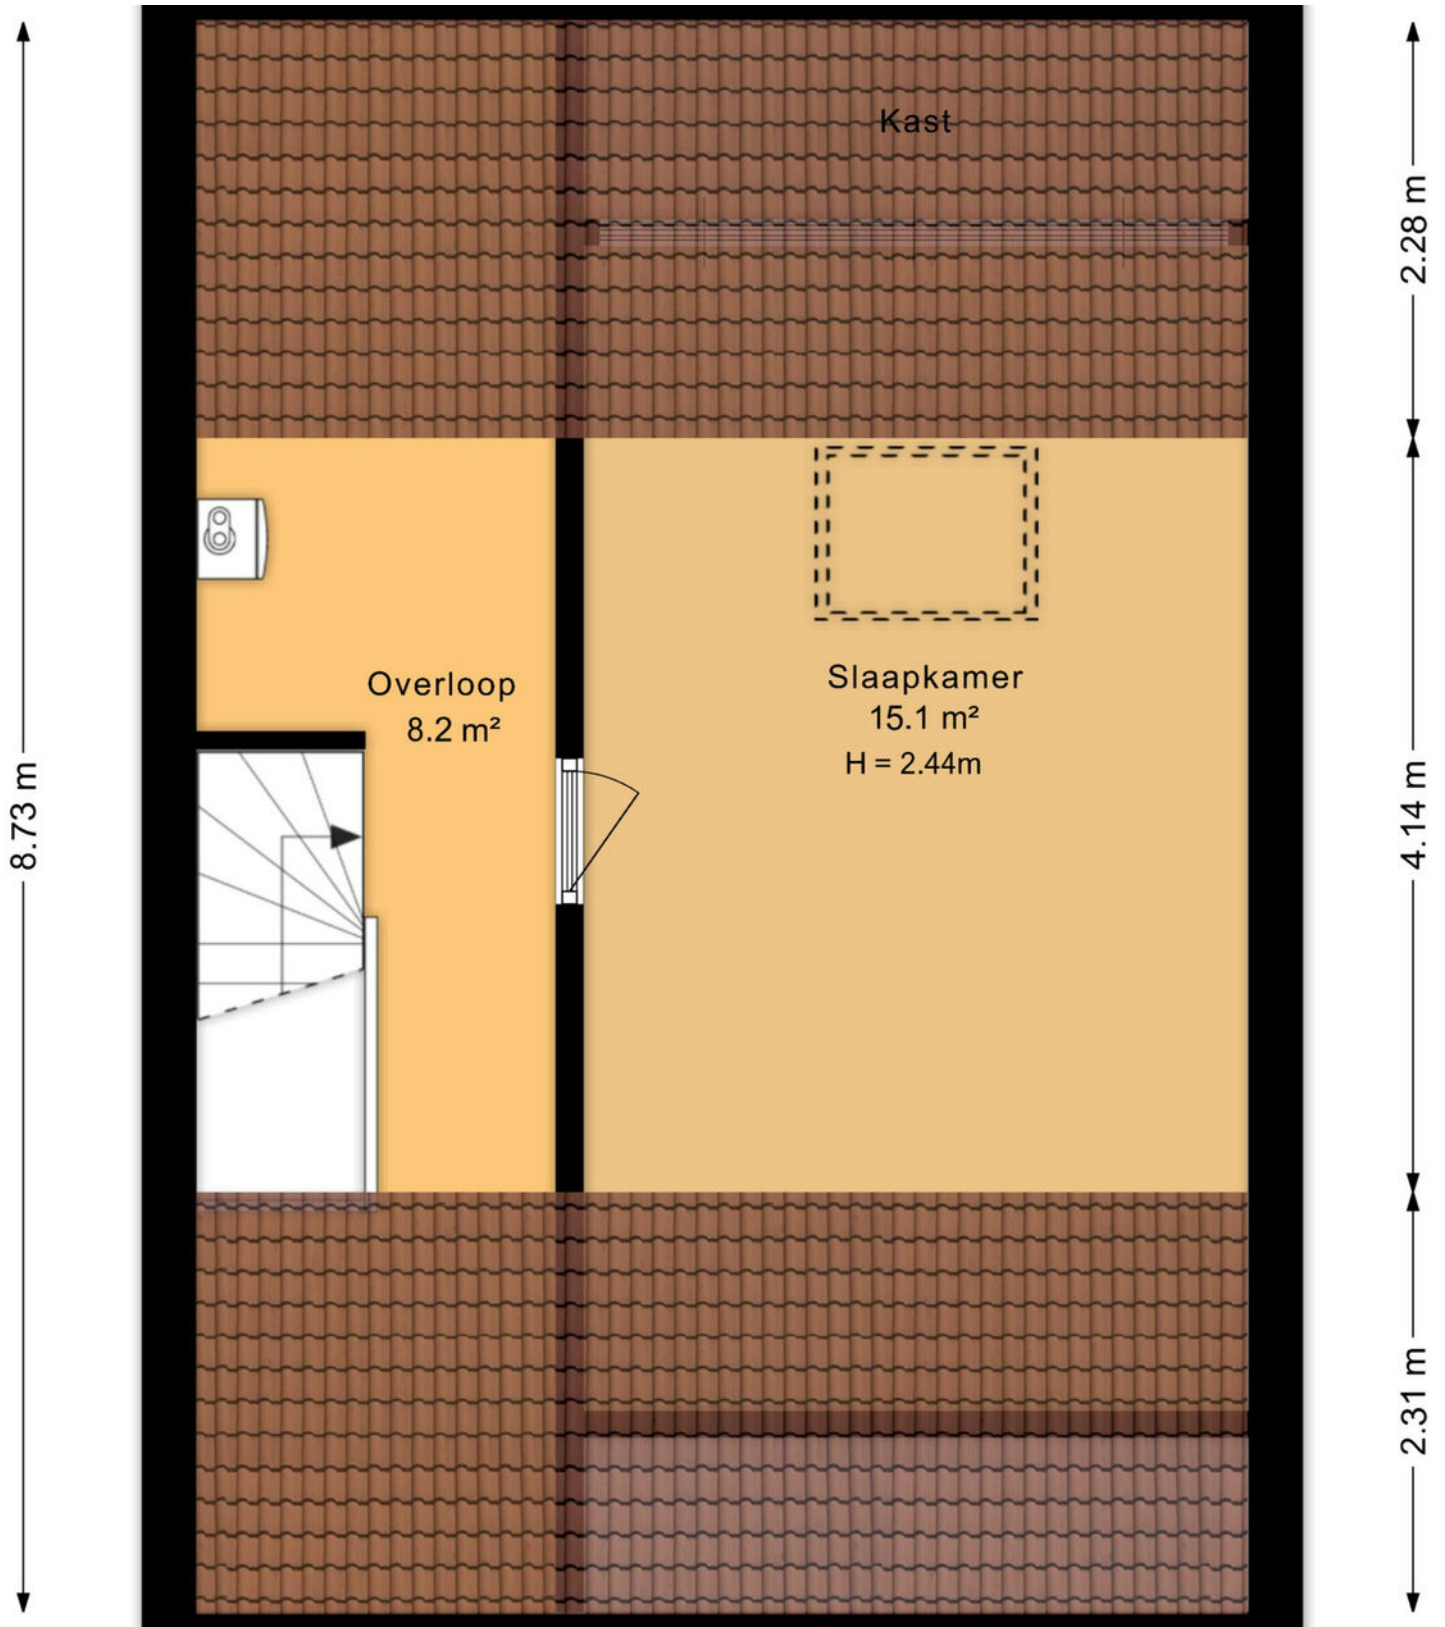 Kast
2.28 m
Overloop
8.2 m²
Slaapkamer
15.1 m²
H = 2.44m
8.73 m
4.14 m
2.31 m